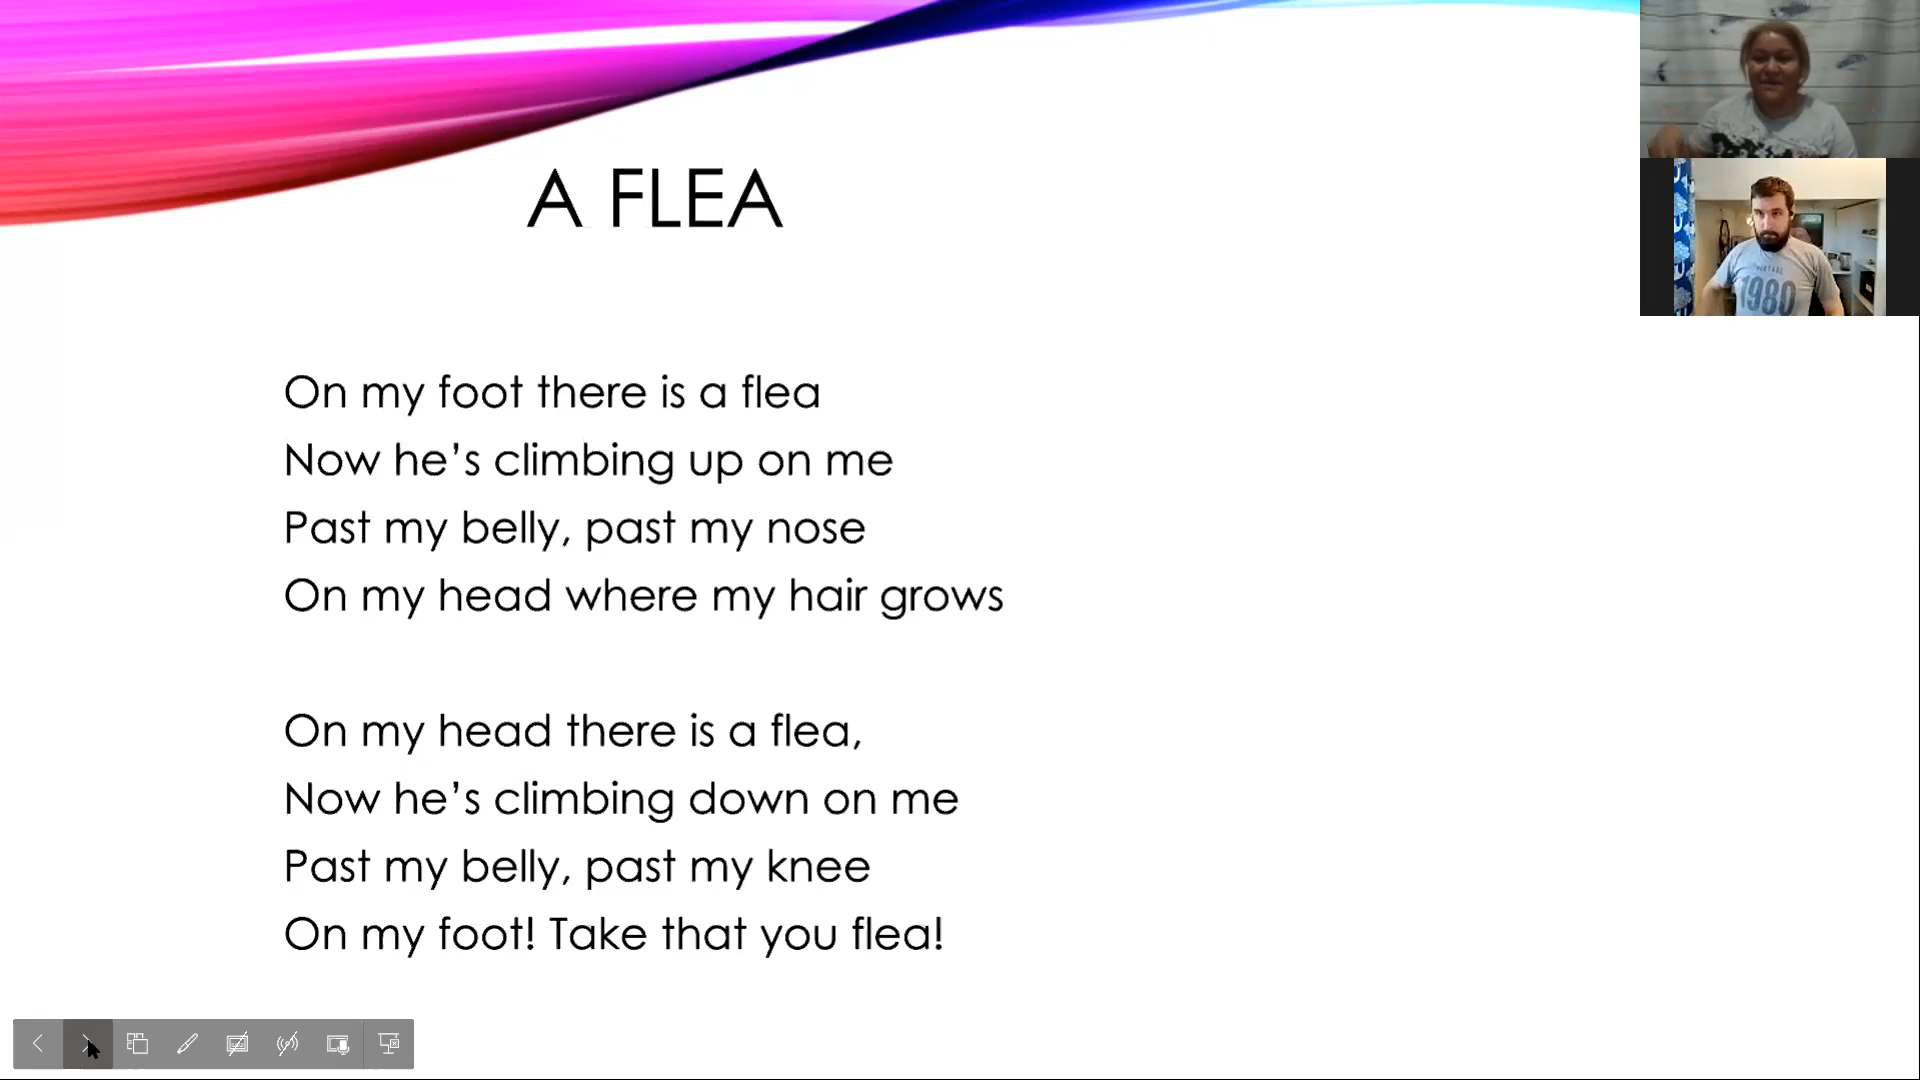 A FLEA
On my foot there is a flea
Now he’s climbing up on me
Past my belly, past my nose
On my head where my hair grows
On my head there is a flea,
Now he’s climbing down on me
Past my belly, past my knee
On my foot! Take that you flea!
VINTAGE
1980